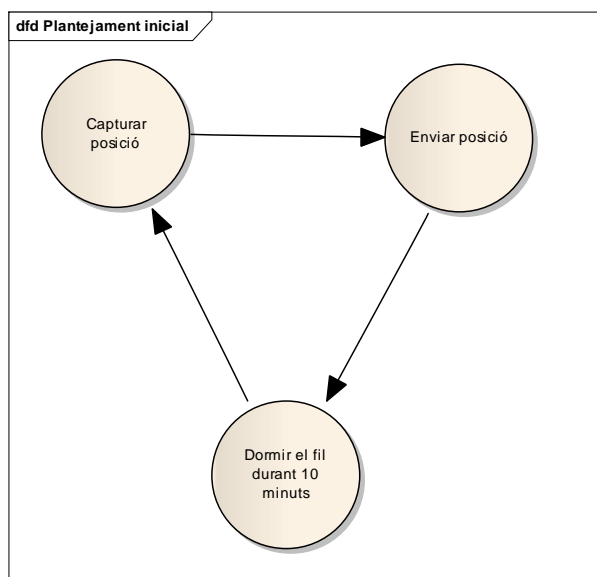 dfd Plantejament inicial
Capturar
posició
Enviar posició
Dormir el fil
durant 10
minuts